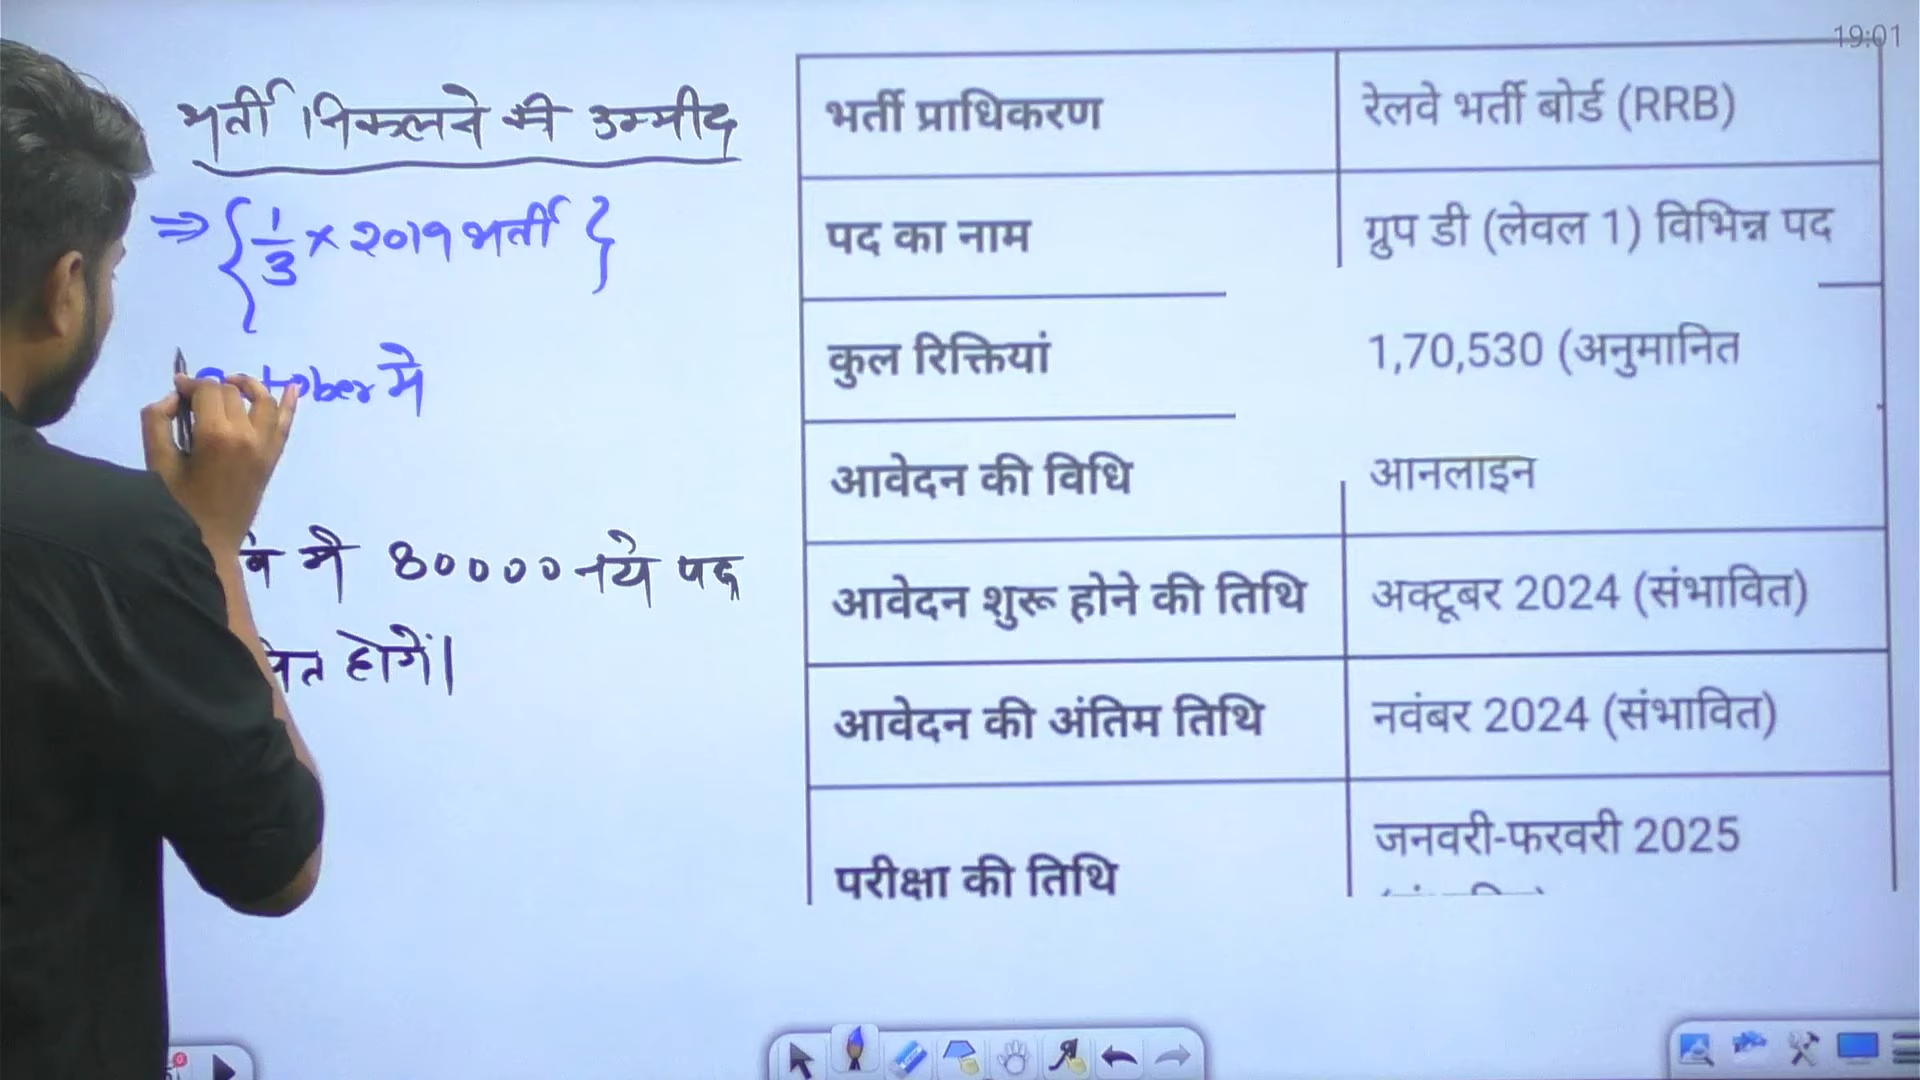 19:01
भर्ती निकलने की उम्मीद
⇒ { 1/3 × 2019 भर्ती }
में
में 80000 नये पद
होगें।
भर्ती प्राधिकरण रेलवे भर्ती बोर्ड (RRB)
पद का नाम ग्रुप डी (लेवल 1) विभिन्न पद
कुल रिक्तियां 1,70,530 (अनुमानित
आवेदन की विधि आनलाइन
आवेदन शुरू होने की तिथि अक्टूबर 2024 (संभावित)
आवेदन की अंतिम तिथि नवंबर 2024 (संभावित)
परीक्षा की तिथि जनवरी-फरवरी 2025